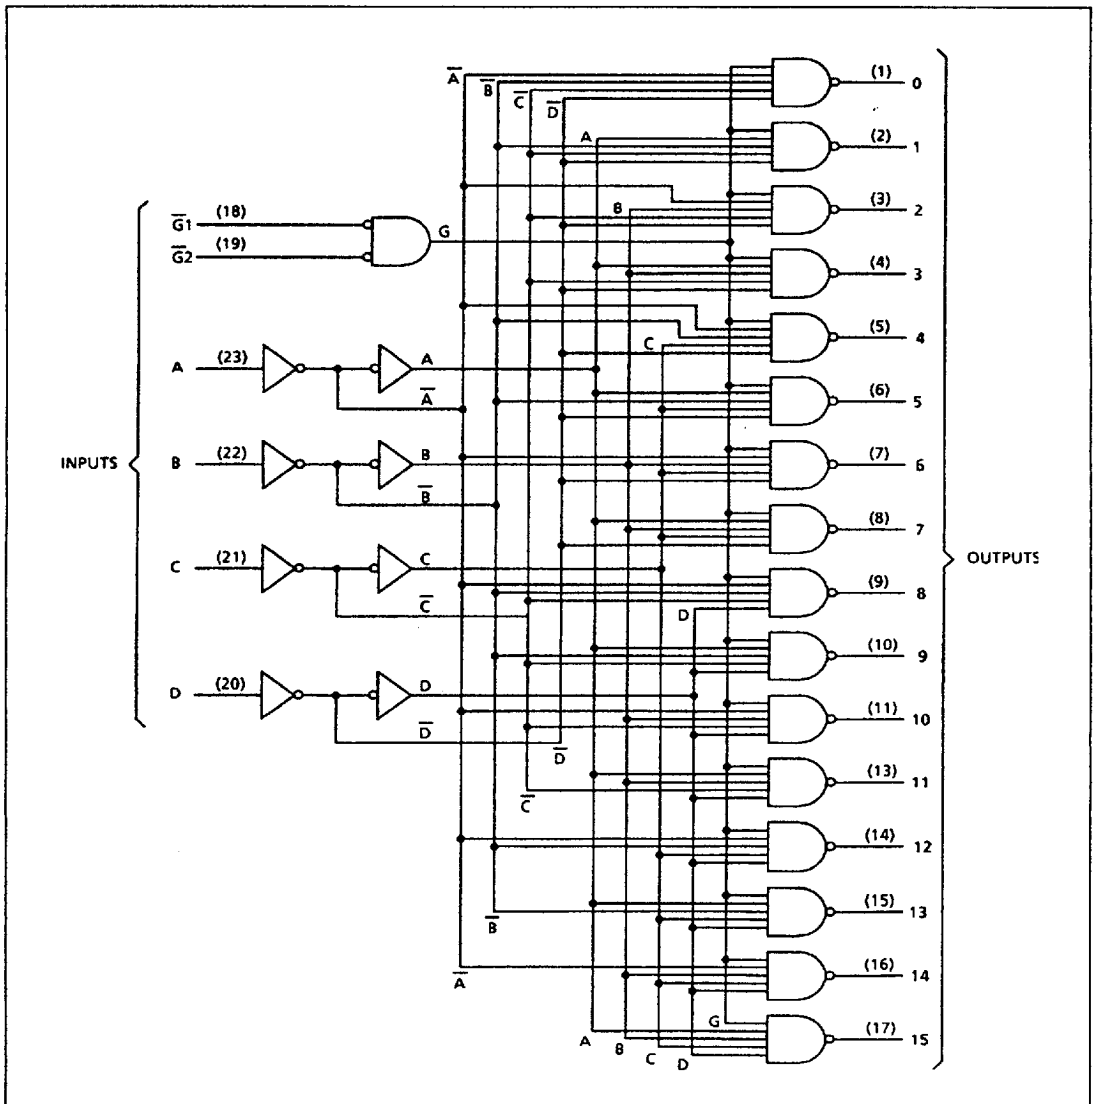 A̅
B̅
C̅
D̅
(1) 0
A
(2) 1
B
(3) 2
G̅1 (18)
G
G̅2 (19)
(4) 3
C
(5) 4
A (23) A
A̅
(6) 5
INPUTS
B (22) B
(7) 6
B̅
(8) 7
OUTPUTS
C (21) C
(9) 8
C̅
D
(10) 9
D (20) D
(11) 10
D̅
D̅
(13) 11
C̅
(14) 12
(15) 13
B̅
(16) 14
A̅
G
(17) 15
A
B
C
D